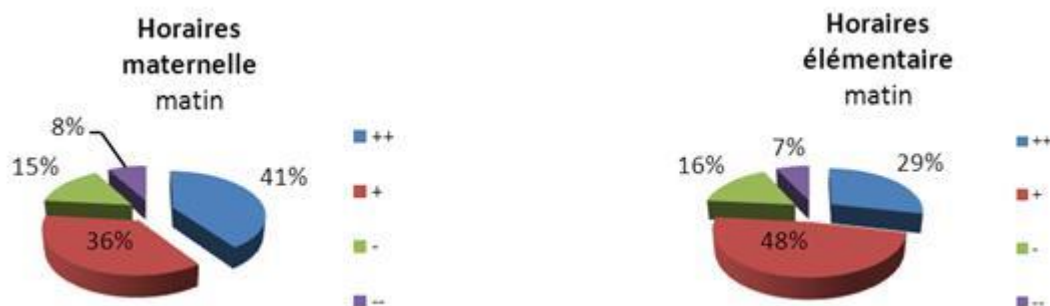 Horaires
maternelle
matin
8%
15%
41%
36%
++
+
-
--
Horaires
élémentaire
matin
7%
16%
29%
48%
++
+
-
--